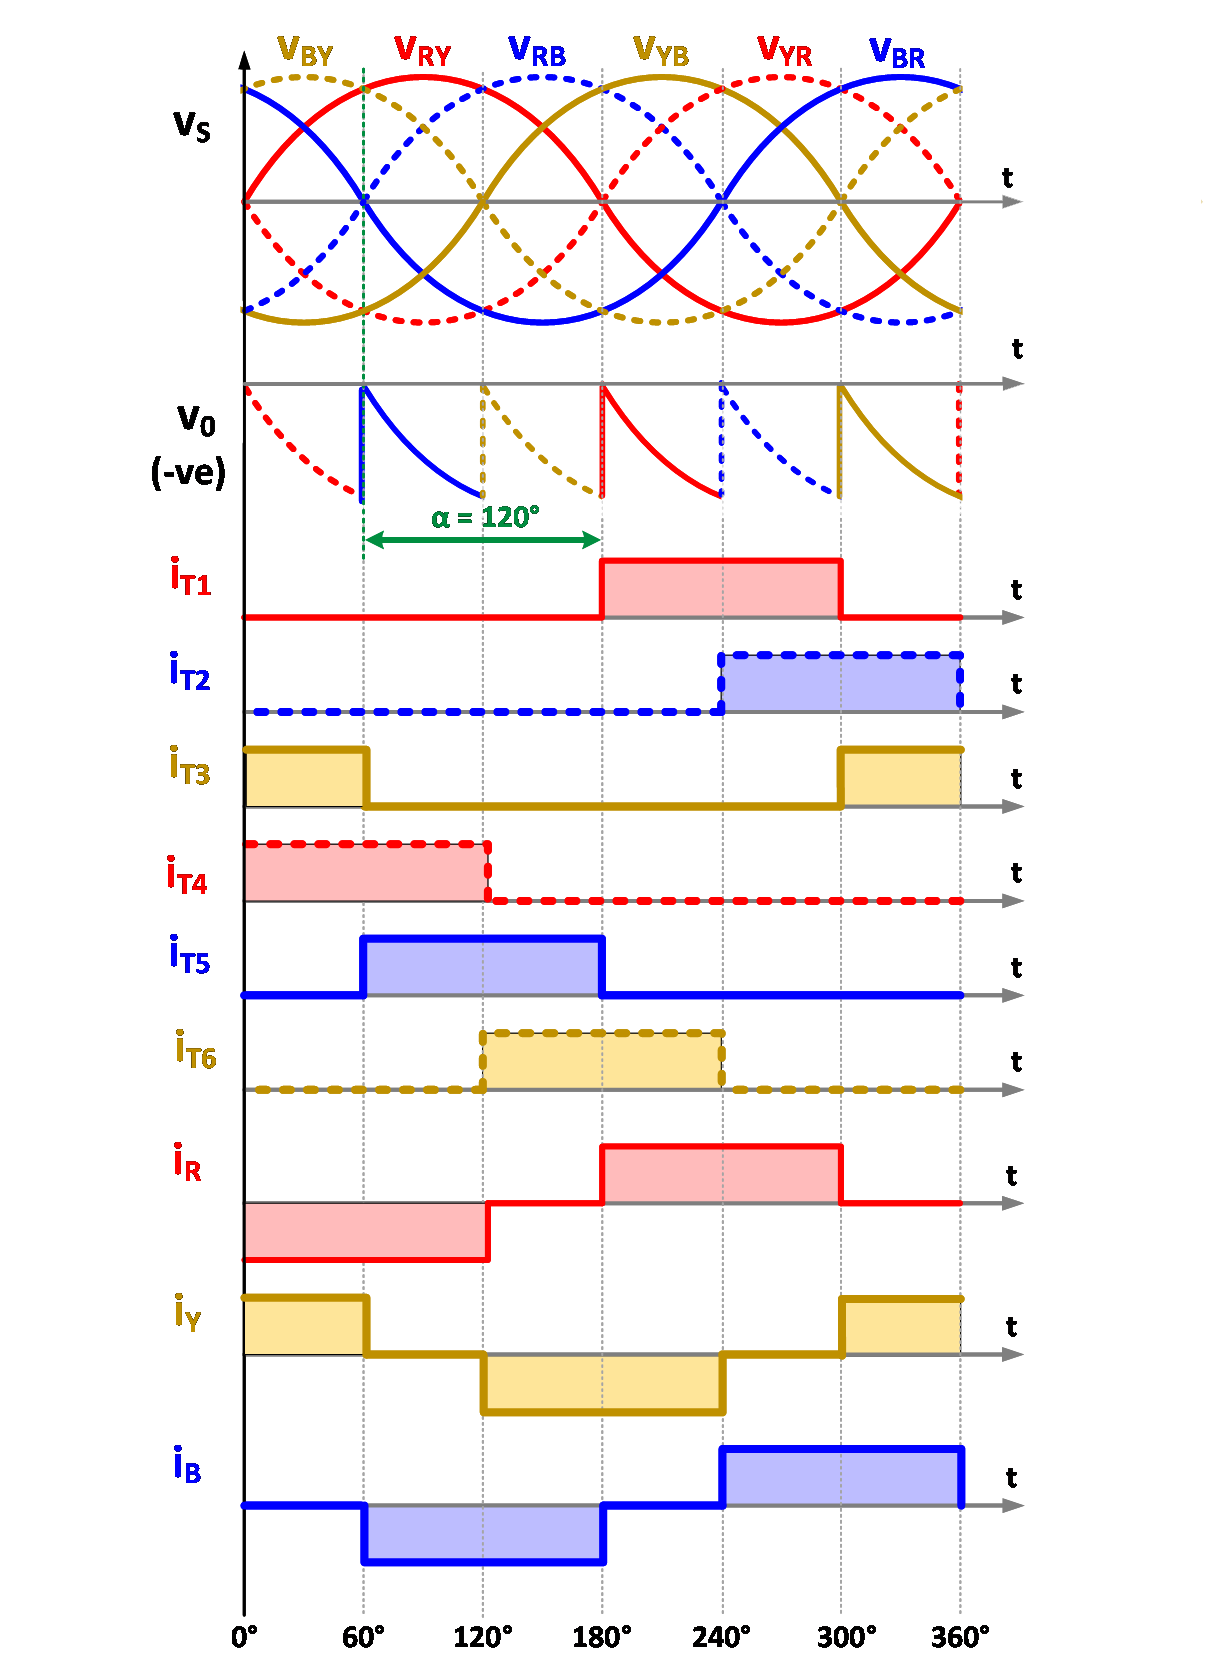 vBY vRY vRB vYB vYR vBR
vS
t
t
v0
(-ve)
α = 120°
iT1
t
iT2
t
iT3
t
iT4
t
iT5
t
iT6
t
iR
t
iY
t
iB
t
0° 60° 120° 180° 240° 300° 360°